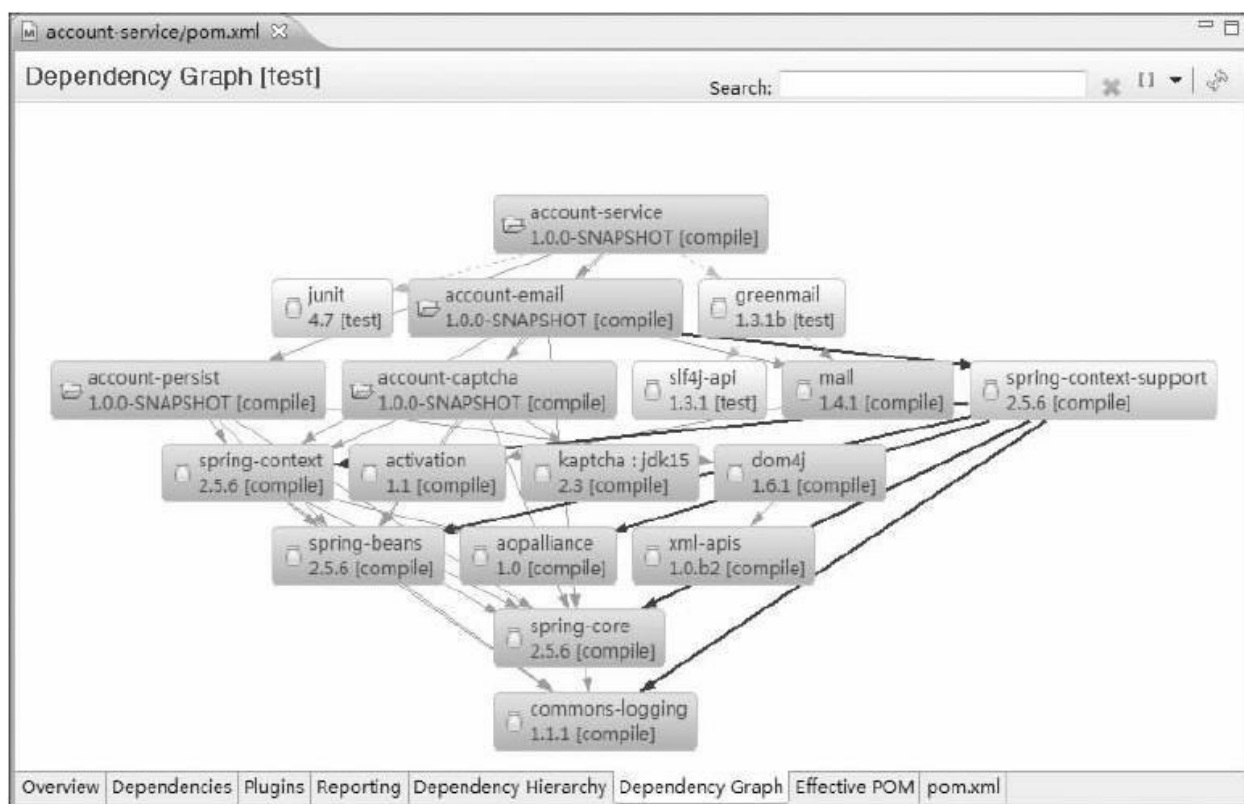 account-service/pom.xml
Dependency Graph [test]
Search:
account-service
1.0.0-SNAPSHOT [compile]
junit
4.7 [test]
account-email
1.0.0-SNAPSHOT [compile]
greenmail
1.3.1b [test]
account-persist
1.0.0-SNAPSHOT [compile]
account-captcha
1.0.0-SNAPSHOT [compile]
slf4j-api
1.3.1 [test]
mail
1.4.1 [compile]
spring-context-support
2.5.6 [compile]
spring-context
2.5.6 [compile]
activation
1.1 [compile]
kaptcha : jdk15
2.3 [compile]
dom4j
1.6.1 [compile]
spring-beans
2.5.6 [compile]
aopalliance
1.0 [compile]
xml-apis
1.0.b2 [compile]
spring-core
2.5.6 [compile]
commons-logging
1.1.1 [compile]
Overview Dependencies Plugins Reporting Dependency Hierarchy Dependency Graph Effective POM pom.xml